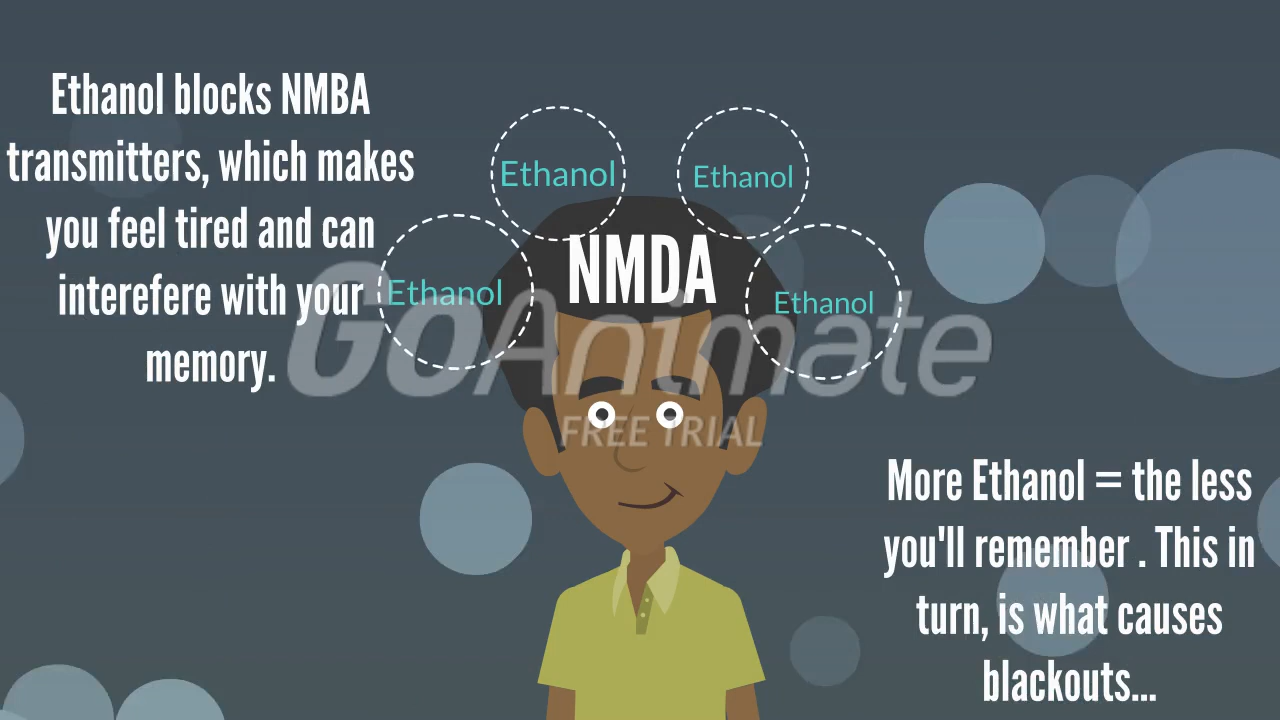 Ethanol blocks NMBA
transmitters, which makes
you feel tired and can
interefere with your
memory.
Ethanol
Ethanol
Ethanol
Ethanol
NMDA
GoAnimate
FREE TRIAL
More Ethanol = the less
you'll remember . This in
turn, is what causes
blackouts...